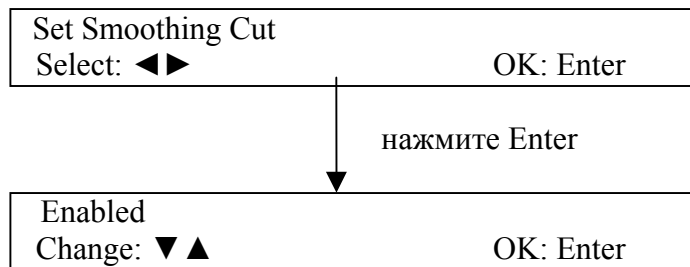 Set Smoothing Cut
Select: ◄► OK: Enter
нажмите Enter
Enabled
Change: ▼▲ OK: Enter